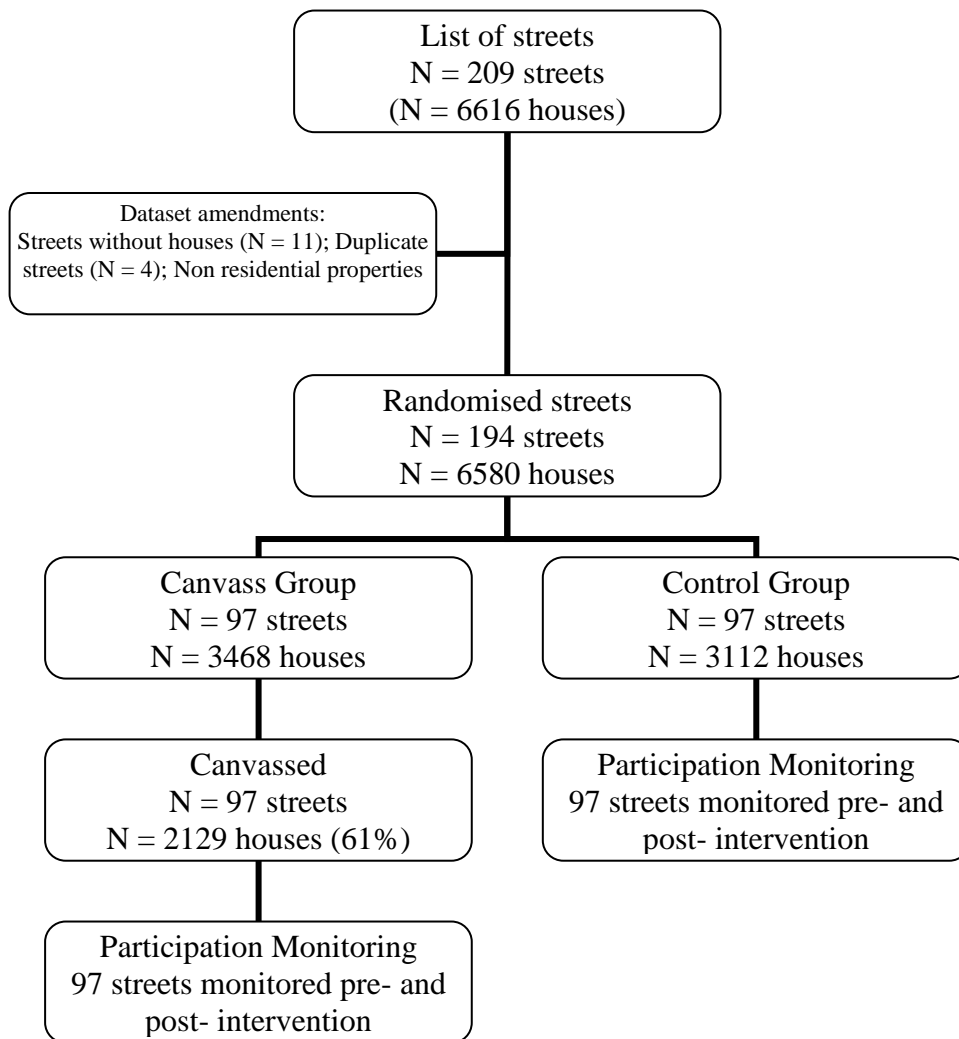 List of streets
N = 209 streets
(N = 6616 houses)
Dataset amendments:
Streets without houses (N = 11); Duplicate
streets (N = 4); Non residential properties
Randomised streets
N = 194 streets
N = 6580 houses
Canvass Group
N = 97 streets
N = 3468 houses
Control Group
N = 97 streets
N = 3112 houses
Canvassed
N = 97 streets
N = 2129 houses (61%)
Participation Monitoring
97 streets monitored pre- and
post- intervention
Participation Monitoring
97 streets monitored pre- and
post- intervention